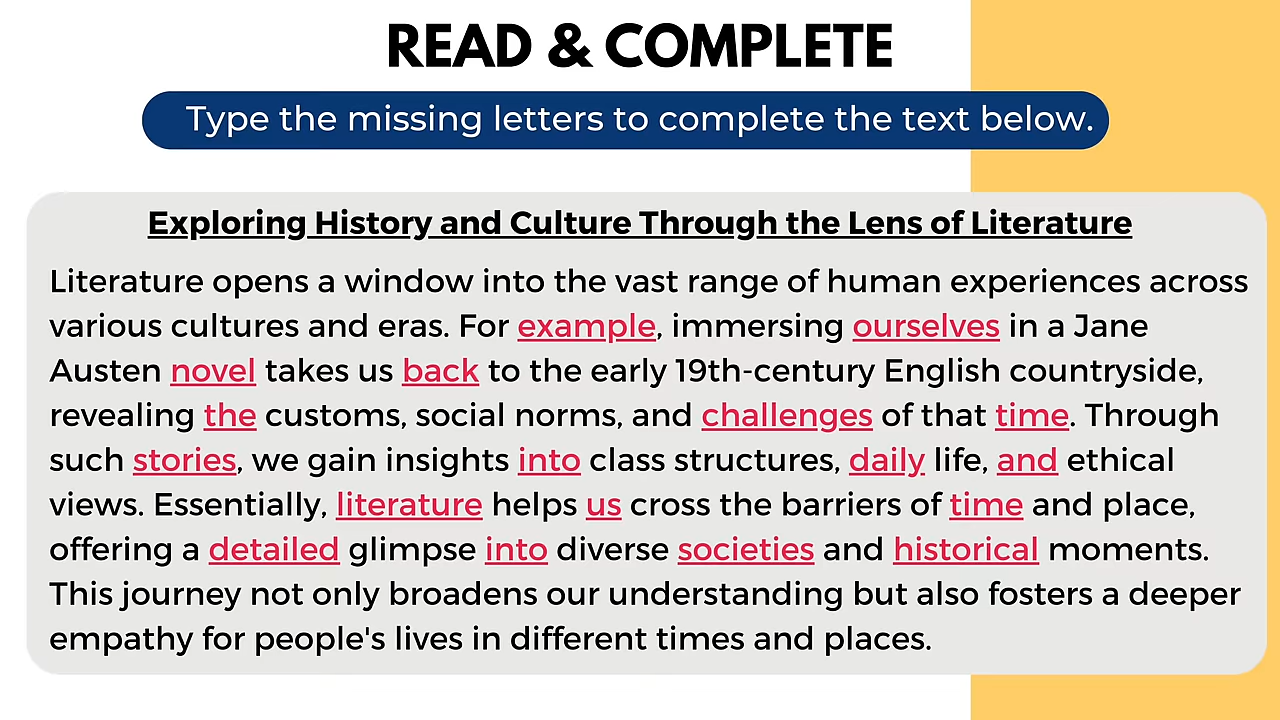 READ & COMPLETE
Type the missing letters to complete the text below.
Exploring History and Culture Through the Lens of Literature
Literature opens a window into the vast range of human experiences across
various cultures and eras. For example, immersing ourselves in a Jane
Austen novel takes us back to the early 19th-century English countryside,
revealing the customs, social norms, and challenges of that time. Through
such stories, we gain insights into class structures, daily life, and ethical
views. Essentially, literature helps us cross the barriers of time and place,
offering a detailed glimpse into diverse societies and historical moments.
This journey not only broadens our understanding but also fosters a deeper
empathy for people's lives in different times and places.